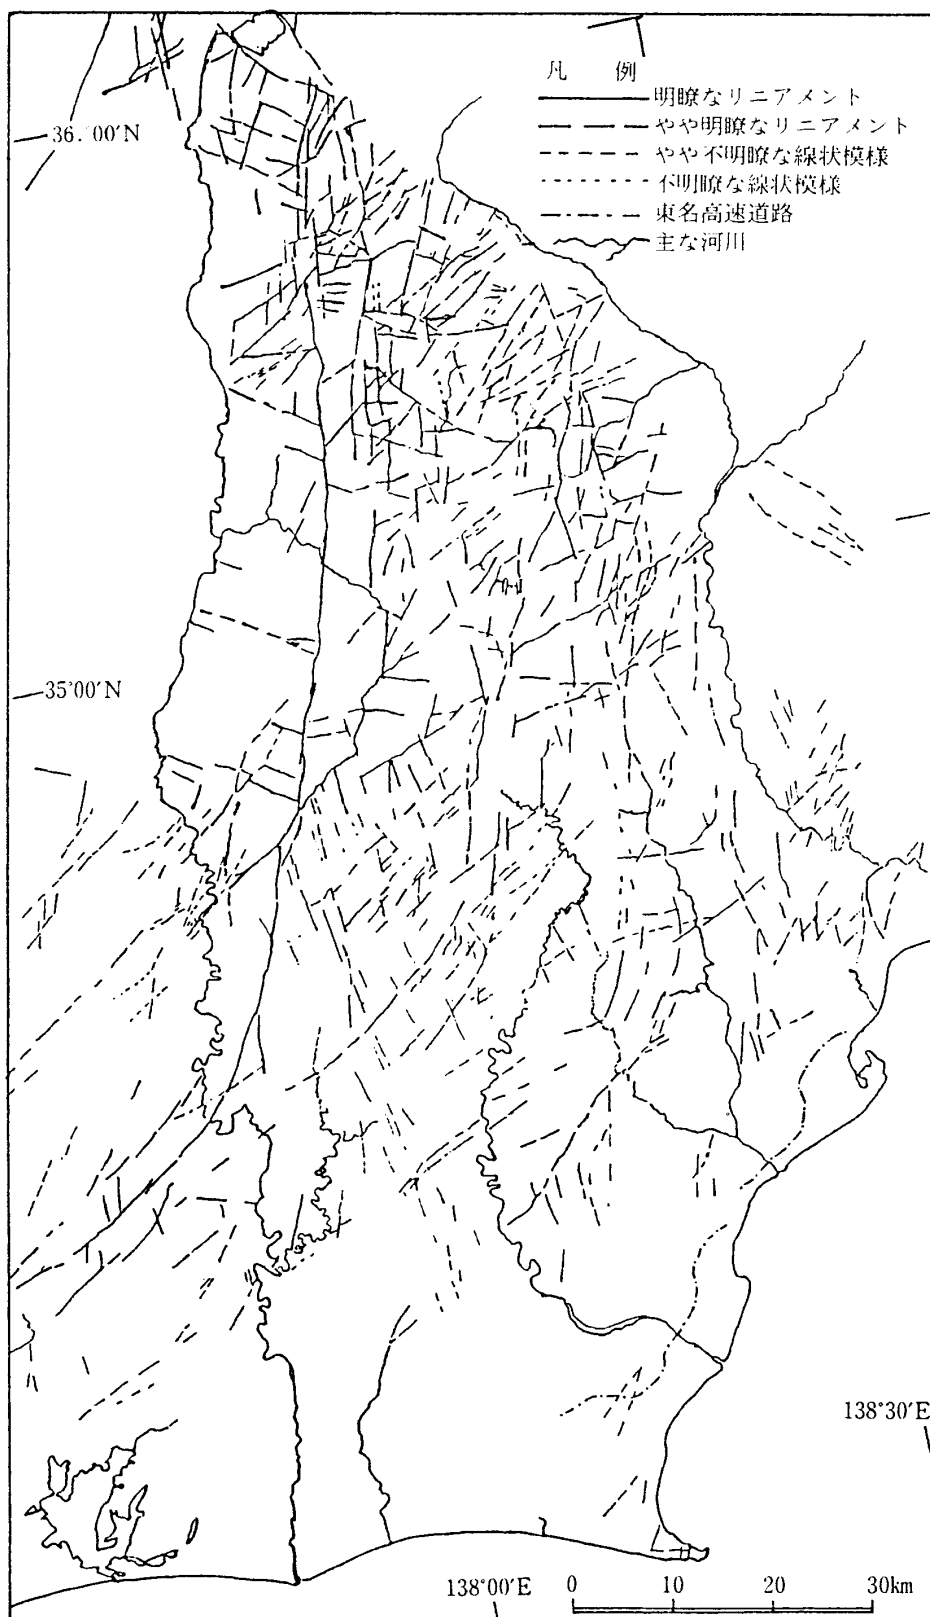 凡 例
明瞭なリニアメント
やや明瞭なリニアメント
やや不明瞭な線状模様
不明瞭な線状模様
東名高速道路
主な河川
36.°00′N
35°00′N
138°30′E
138°00′E
0 10 20 30km